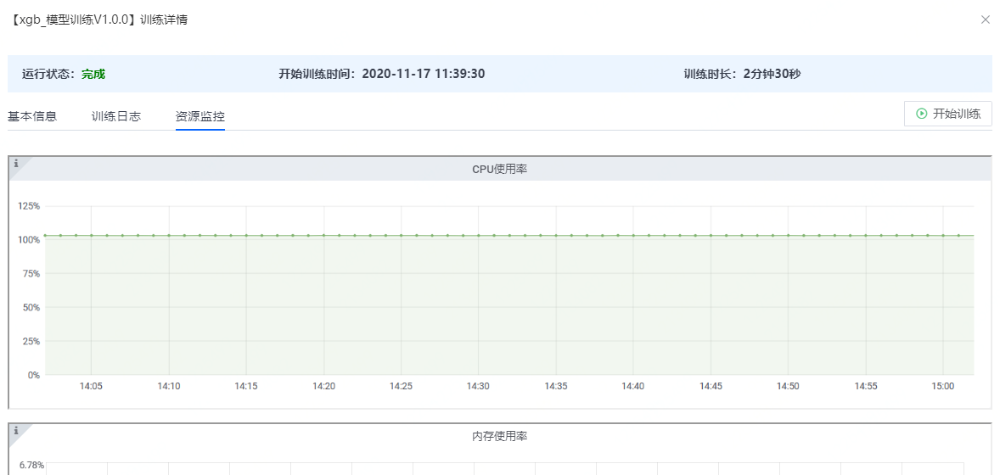 【xgb_模型训练V1.0.0】训练详情
运行状态：完成 开始训练时间：2020-11-17 11:39:30 训练时长：2分钟30秒
基本信息 训练日志 资源监控 开始训练
CPU使用率
125%
100%
75%
50%
25%
0%
14:05 14:10 14:15 14:20 14:25 14:30 14:35 14:40 14:45 14:50 14:55 15:00
内存使用率
6.78%